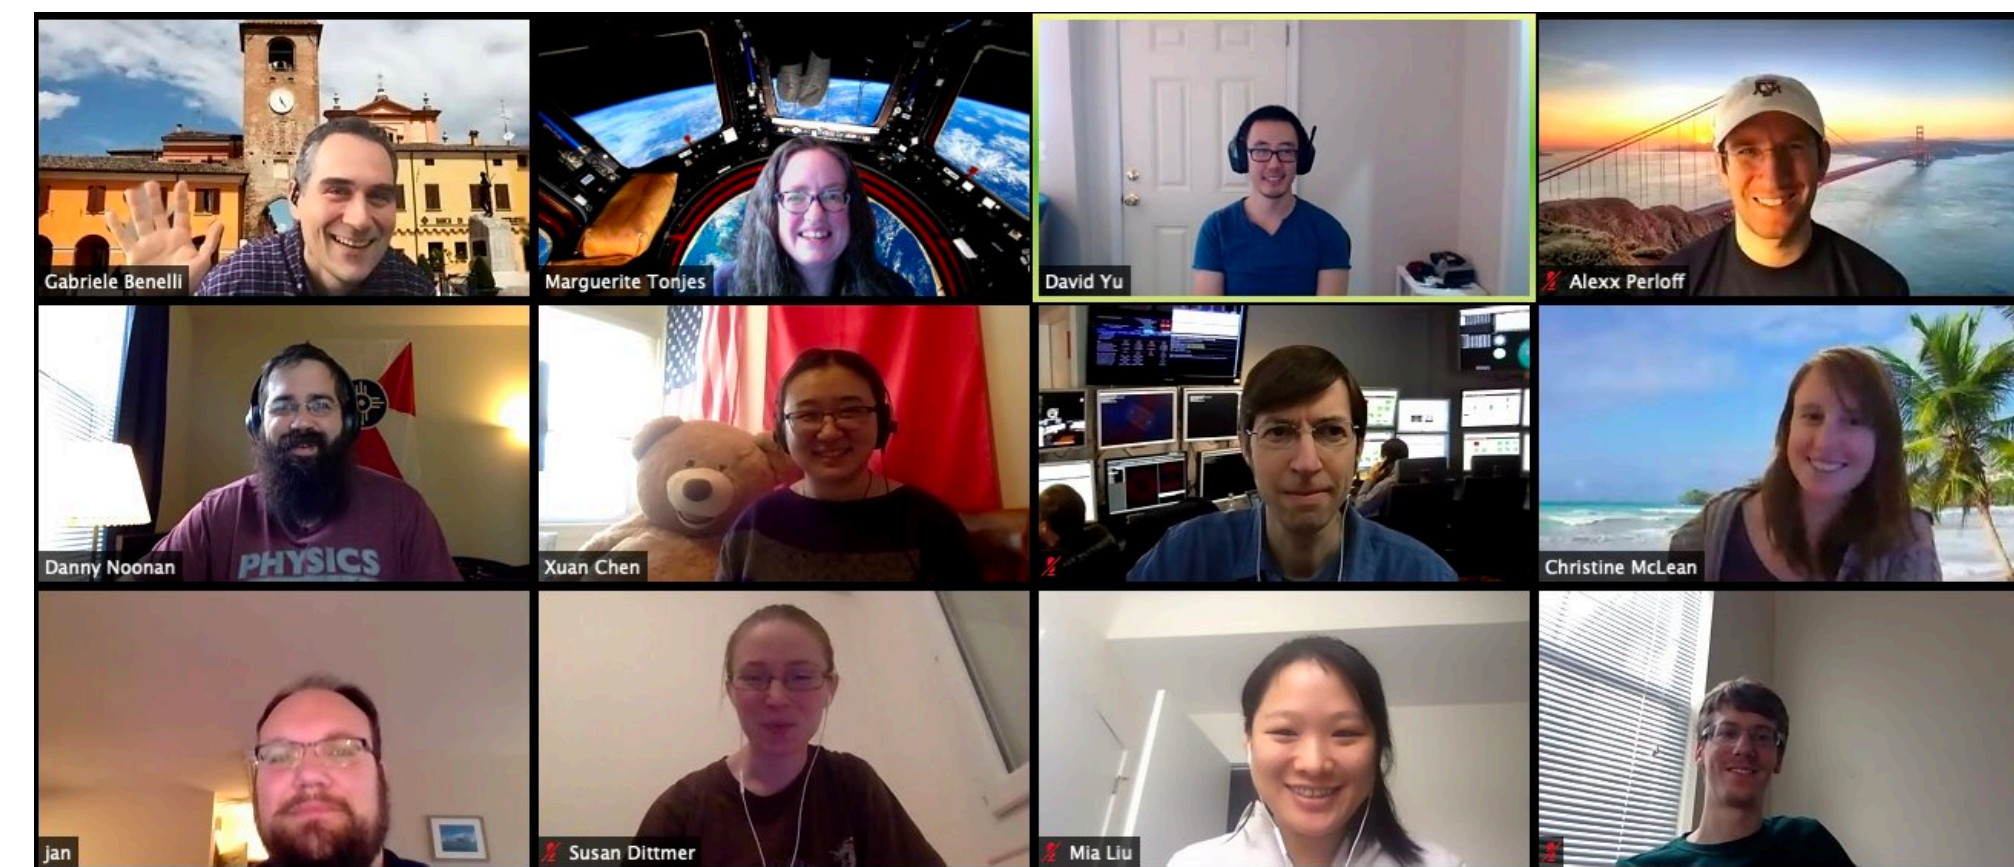 Gabriele Benelli
Marguerite Tonjes
David Yu
Alexx Perloff
Danny Noonan
PHYSICS
Xuan Chen
Christine McLean
jan
Susan Dittmer
Mia Liu